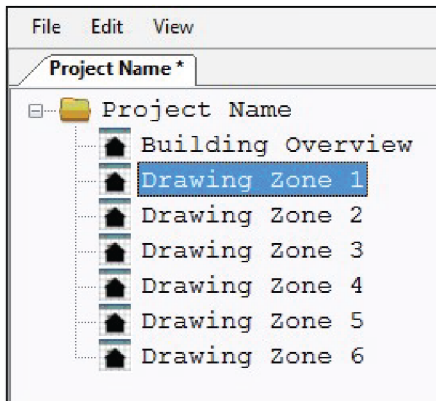 File Edit View
Project Name *
Project Name
Building Overview
Drawing Zone 1
Drawing Zone 2
Drawing Zone 3
Drawing Zone 4
Drawing Zone 5
Drawing Zone 6